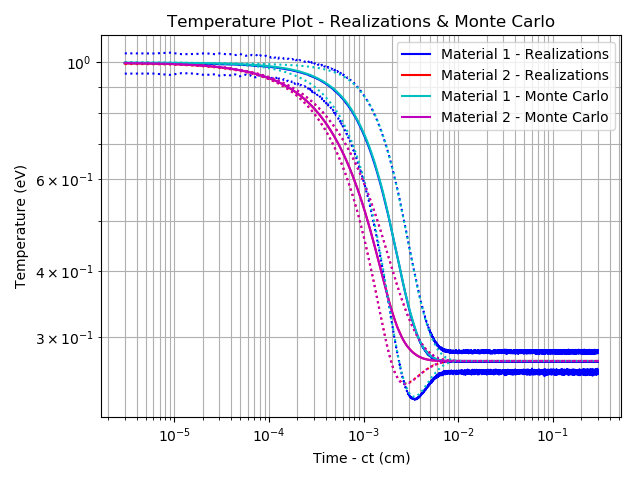 Temperature Plot - Realizations & Monte Carlo
Material 1 - Realizations
Material 2 - Realizations
Material 1 - Monte Carlo
Material 2 - Monte Carlo
Temperature (eV)
10⁰
6 × 10⁻¹
4 × 10⁻¹
3 × 10⁻¹
10⁻⁵ 10⁻⁴ 10⁻³ 10⁻² 10⁻¹
Time - ct (cm)